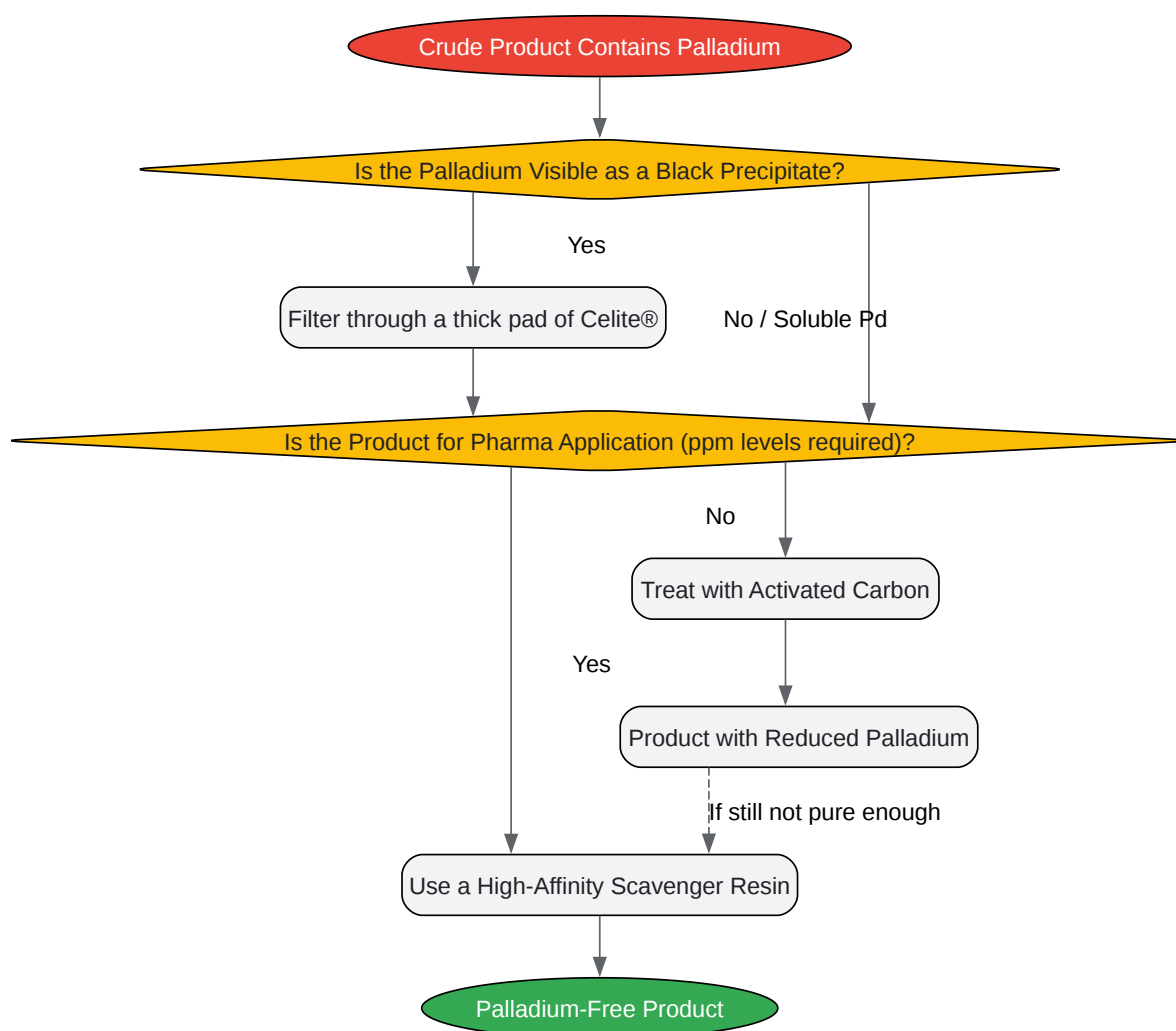 Crude Product Contains Palladium
Is the Palladium Visible as a Black Precipitate?
Yes
Filter through a thick pad of Celite®
No / Soluble Pd
Is the Product for Pharma Application (ppm levels required)?
No
Treat with Activated Carbon
Yes
Product with Reduced Palladium
If still not pure enough
Use a High-Affinity Scavenger Resin
Palladium-Free Product